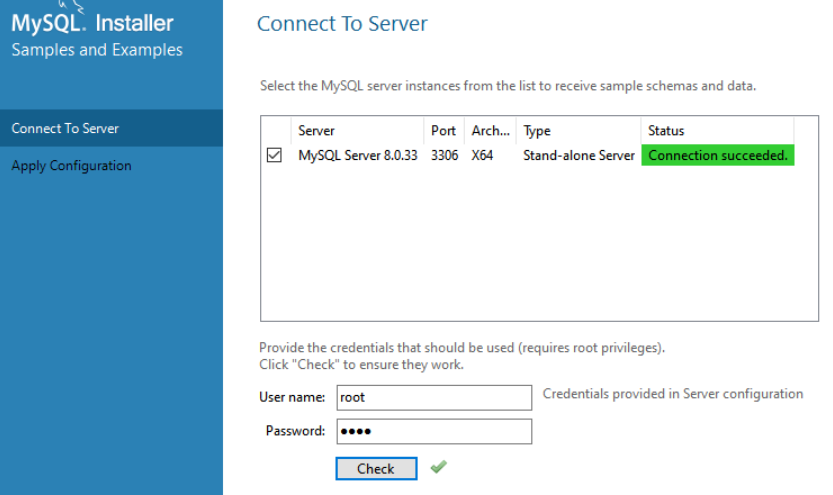 MySQL. Installer
Samples and Examples
Connect To Server
Apply Configuration
Connect To Server
Select the MySQL server instances from the list to receive sample schemas and data.
Server Port Arch... Type Status
MySQL Server 8.0.33 3306 X64 Stand-alone Server Connection succeeded.
Provide the credentials that should be used (requires root privileges).
Click "Check" to ensure they work.
User name: root Credentials provided in Server configuration
Password: ●●●●
Check